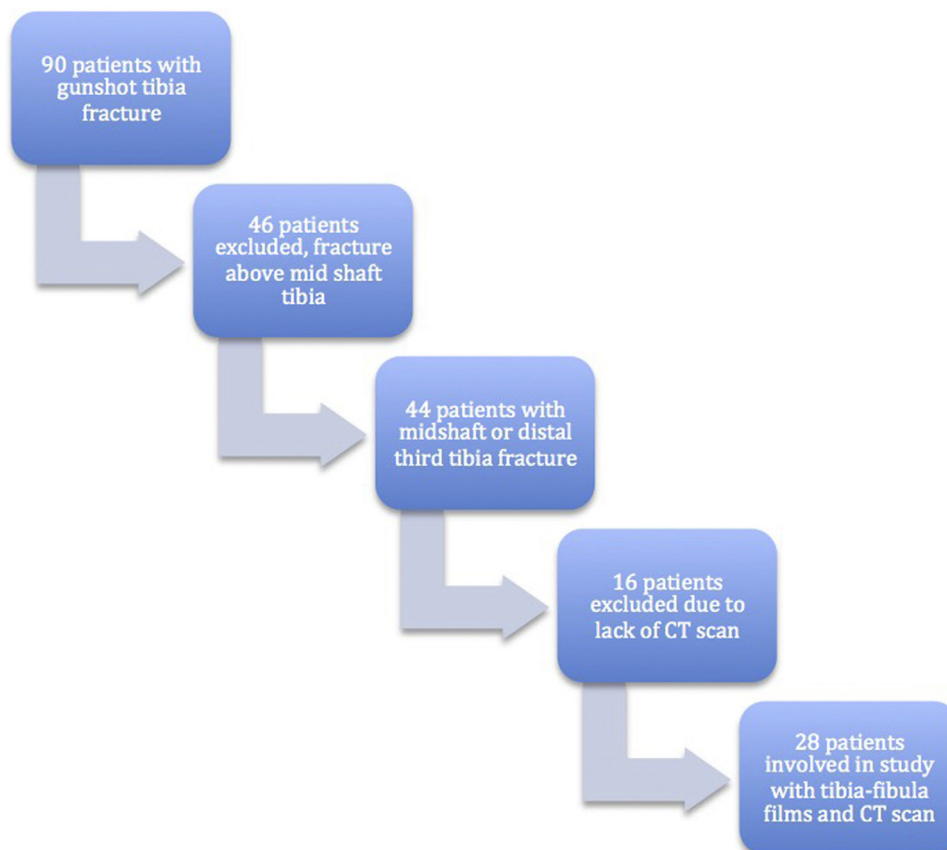 90 patients with
gunshot tibia
fracture
46 patients
excluded, fracture
above mid shaft
tibia
44 patients with
midshaft or distal
third tibia fracture
16 patients
excluded due to
lack of CT scan
28 patients
involved in study
with tibia-fibula
films and CT scan